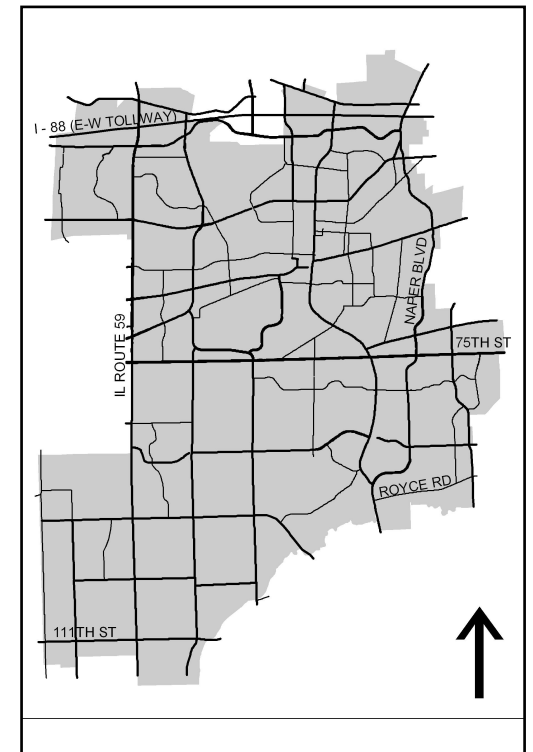 I - 88 (E-W TOLLWAY)
NAPER BLVD
IL ROUTE 59
75TH ST
ROYCE RD
111TH ST